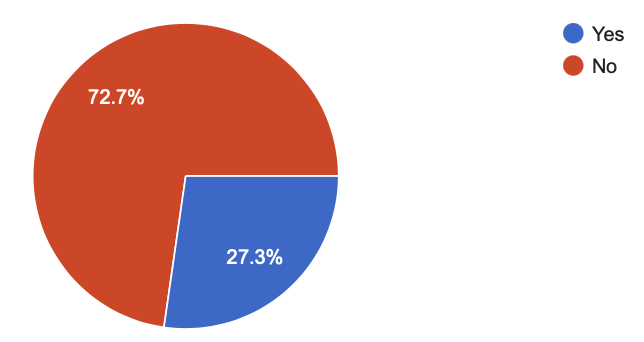 Yes
No
72.7%
27.3%